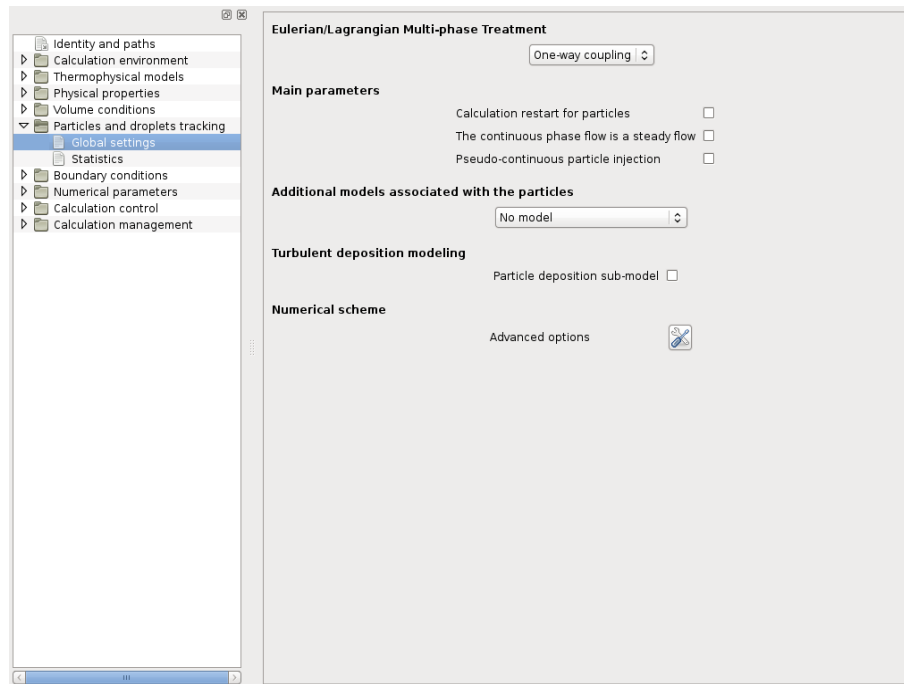 Identity and paths
Calculation environment
Thermophysical models
Physical properties
Volume conditions
Particles and droplets tracking
Global settings
Statistics
Boundary conditions
Numerical parameters
Calculation control
Calculation management
Eulerian/Lagrangian Multi-phase Treatment
One-way coupling
Main parameters
Calculation restart for particles
The continuous phase flow is a steady flow
Pseudo-continuous particle injection
Additional models associated with the particles
No model
Turbulent deposition modeling
Particle deposition sub-model
Numerical scheme
Advanced options